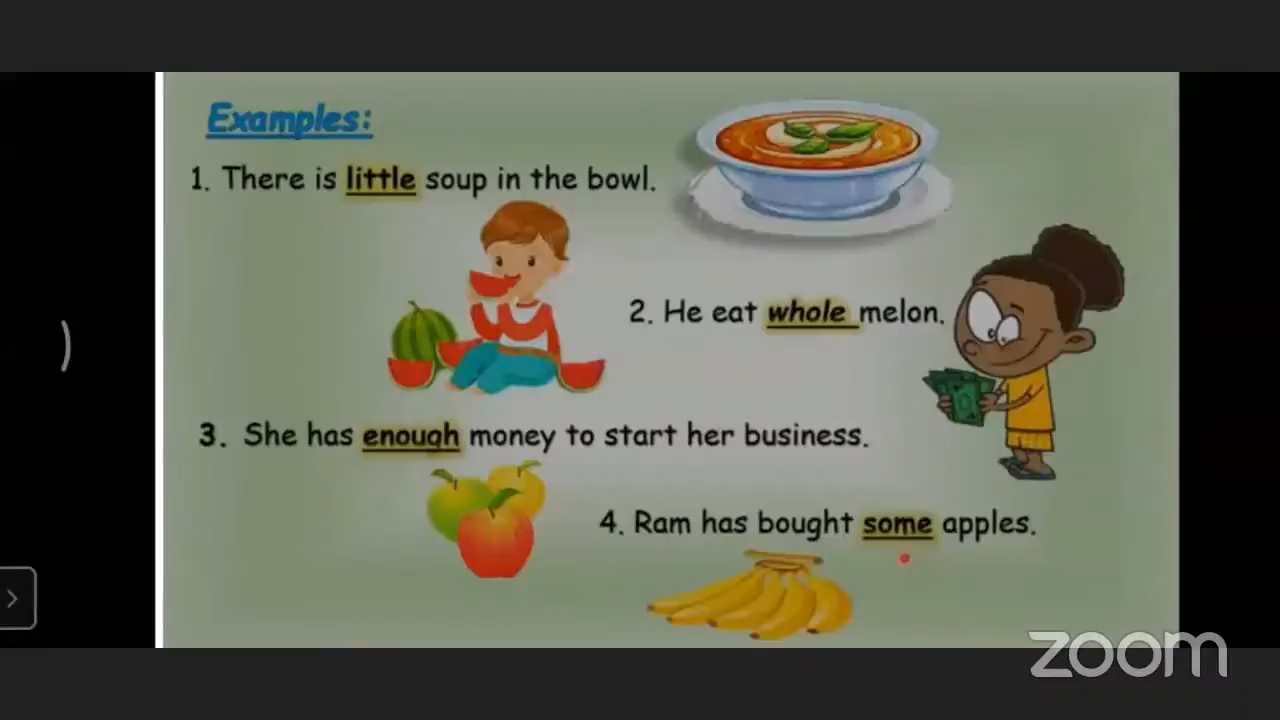 Examples:
1. There is little soup in the bowl.
2. He eat whole melon.
3. She has enough money to start her business.
4. Ram has bought some apples.
zoom